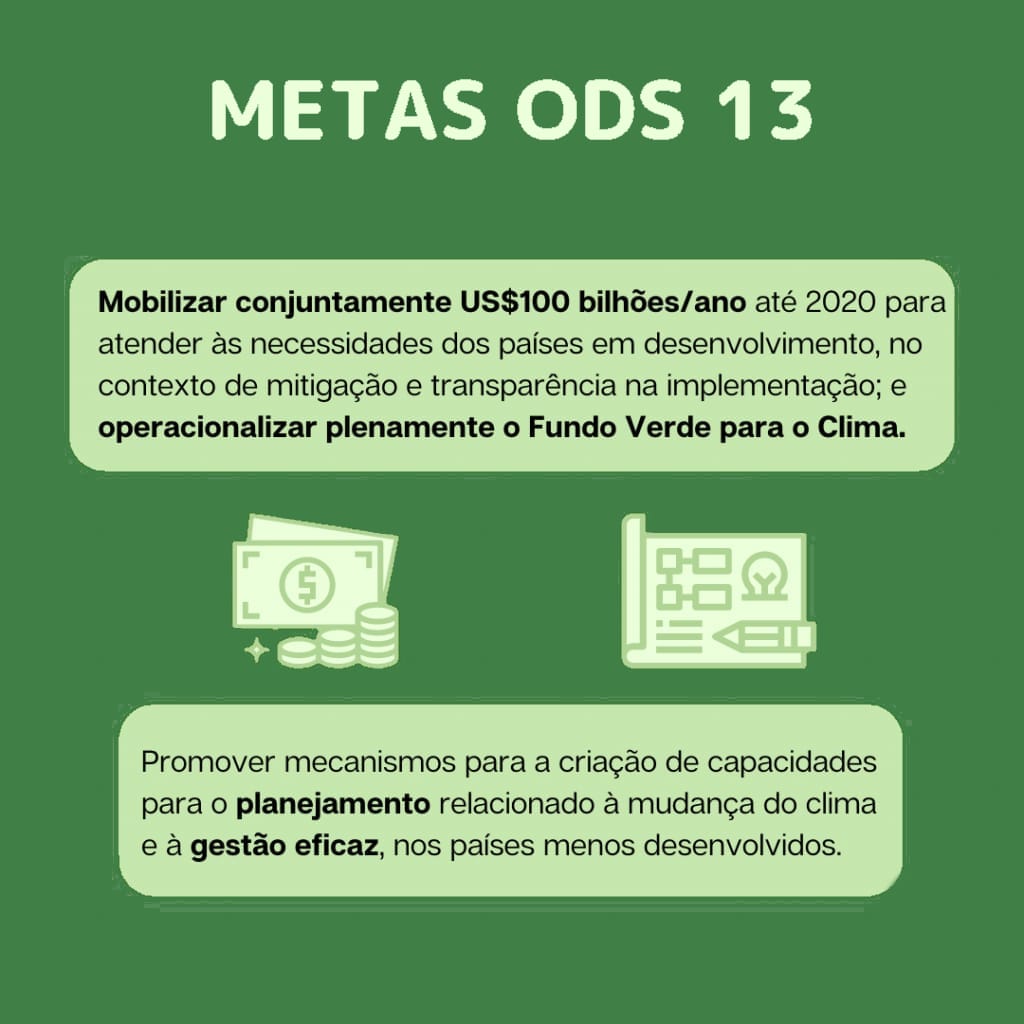 METAS ODS 13
Mobilizar conjuntamente US$100 bilhões/ano até 2020 para
atender às necessidades dos países em desenvolvimento, no
contexto de mitigação e transparência na implementação; e
operacionalizar plenamente o Fundo Verde para o Clima.
Promover mecanismos para a criação de capacidades
para o planejamento relacionado à mudança do clima
e à gestão eficaz, nos países menos desenvolvidos.